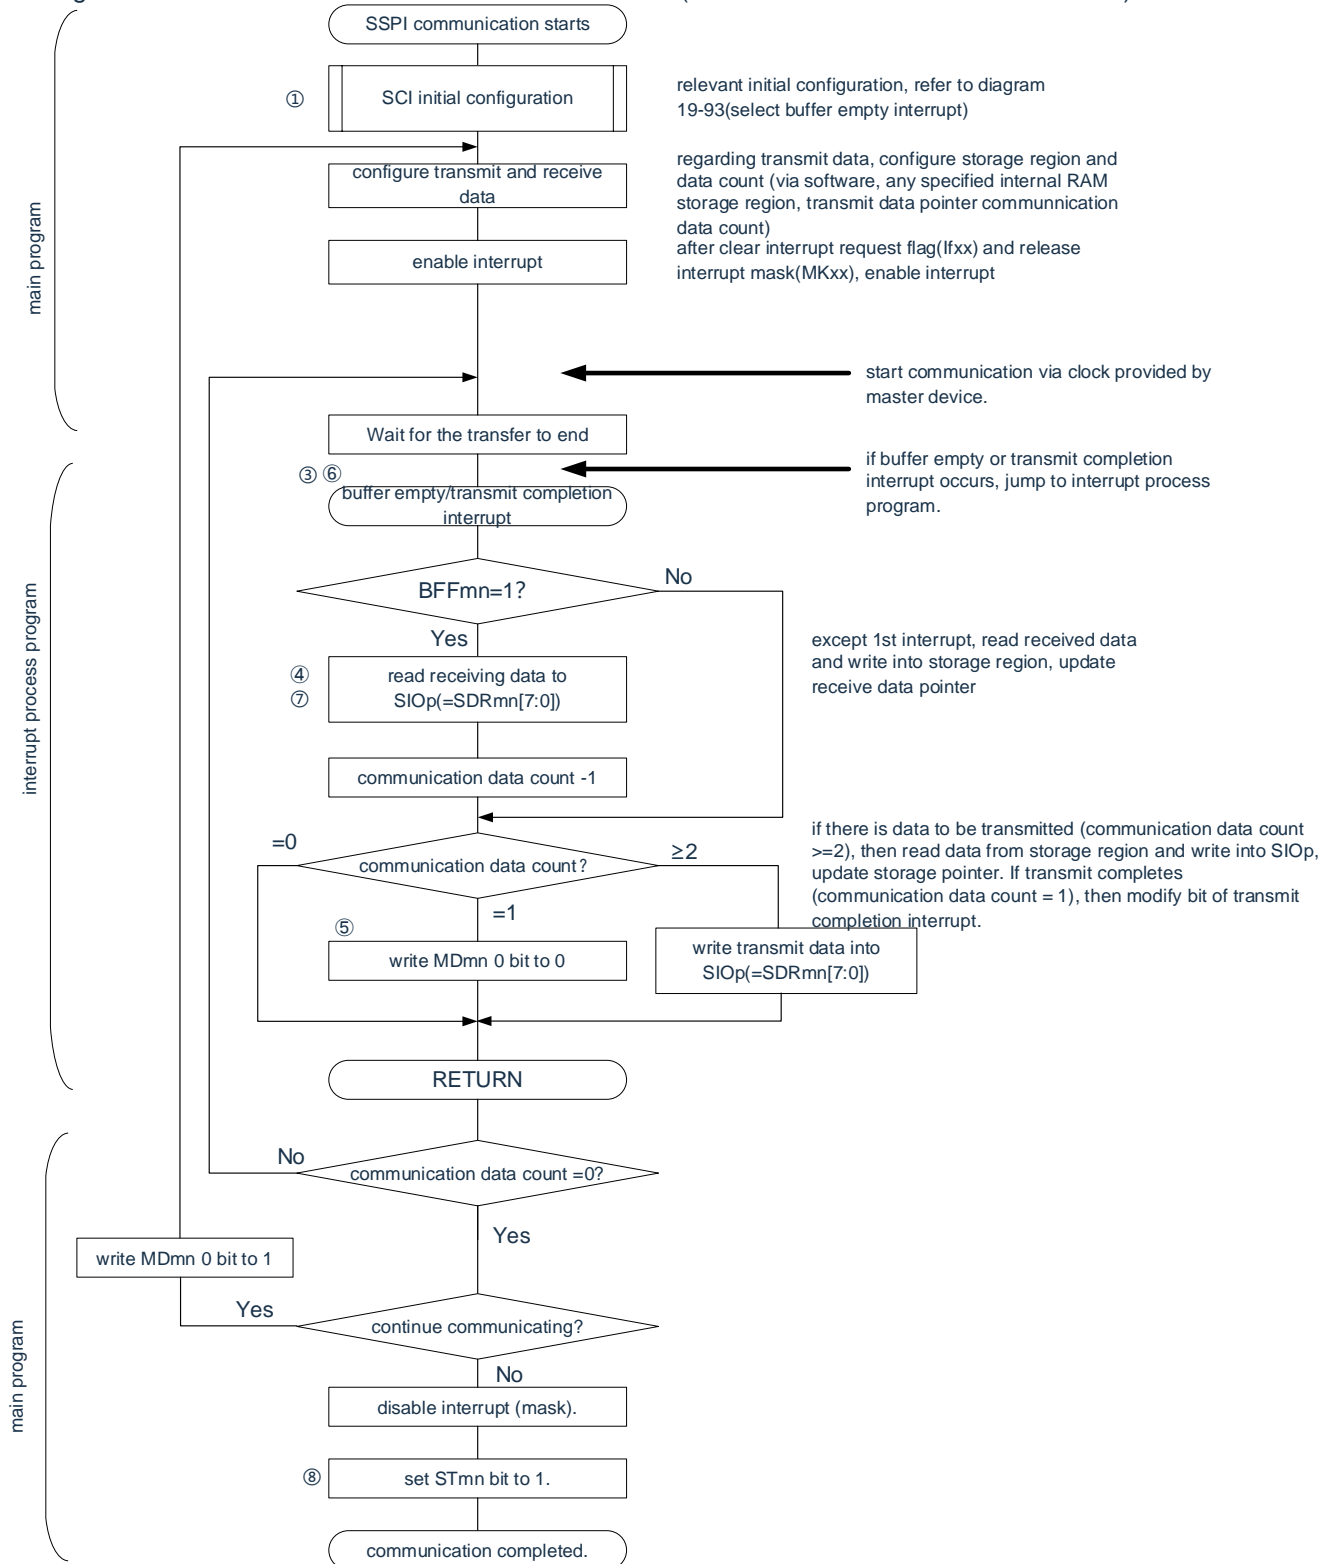 SSPI communication starts
main program
①
SCI initial configuration
relevant initial configuration, refer to diagram
19-93(select buffer empty interrupt)
configure transmit and receive
data
regarding transmit data, configure storage region and
data count (via software, any specified internal RAM
storage region, transmit data pointer communnication
data count)
enable interrupt
after clear interrupt request flag(Ifxx) and release
interrupt mask(MKxx), enable interrupt
start communication via clock provided by
master device.
Wait for the transfer to end
interrupt process program
③ ⑥
buffer empty/transmit completion
interrupt
if buffer empty or transmit completion
interrupt occurs, jump to interrupt process
program.
BFFmn=1?
No
Yes
④
⑦
read receiving data to
SIOp(=SDRmn[7:0])
except 1st interrupt, read received data
and write into storage region, update
receive data pointer
communication data count -1
=0
communication data count?
≥2
=1
if there is data to be transmitted (communication data count
>=2), then read data from storage region and write into SIOp,
update storage pointer. If transmit completes
(communication data count = 1), then modify bit of transmit
completion interrupt.
⑤
write MDmn 0 bit to 0
write transmit data into
SIOp(=SDRmn[7:0])
RETURN
main program
No
communication data count =0?
Yes
write MDmn 0 bit to 1
Yes
continue communicating?
No
disable interrupt (mask).
⑧
set STmn bit to 1.
communication completed.